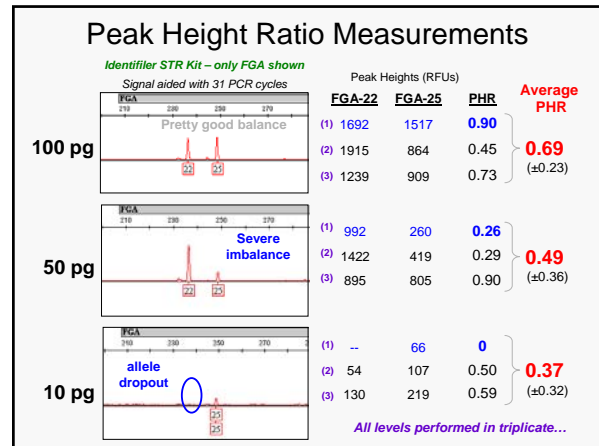 Peak Height Ratio Measurements
Identifiler STR Kit – only FGA shown
Signal aided with 31 PCR cycles
Peak Heights (RFUs)
FGA-22 FGA-25 PHR Average PHR
100 pg
FGA
210 230 250 270
Pretty good balance
22 25
(1) 1692 1517 0.90
(2) 1915 864 0.45
(3) 1239 909 0.73
0.69
(±0.23)
50 pg
FGA
210 230 250 270
Severe imbalance
22 25
(1) 992 260 0.26
(2) 1422 419 0.29
(3) 895 805 0.90
0.49
(±0.36)
10 pg
FGA
210 230 250 270
allele dropout
25
25
(1) -- 66 0
(2) 54 107 0.50
(3) 130 219 0.59
0.37
(±0.32)
All levels performed in triplicate…